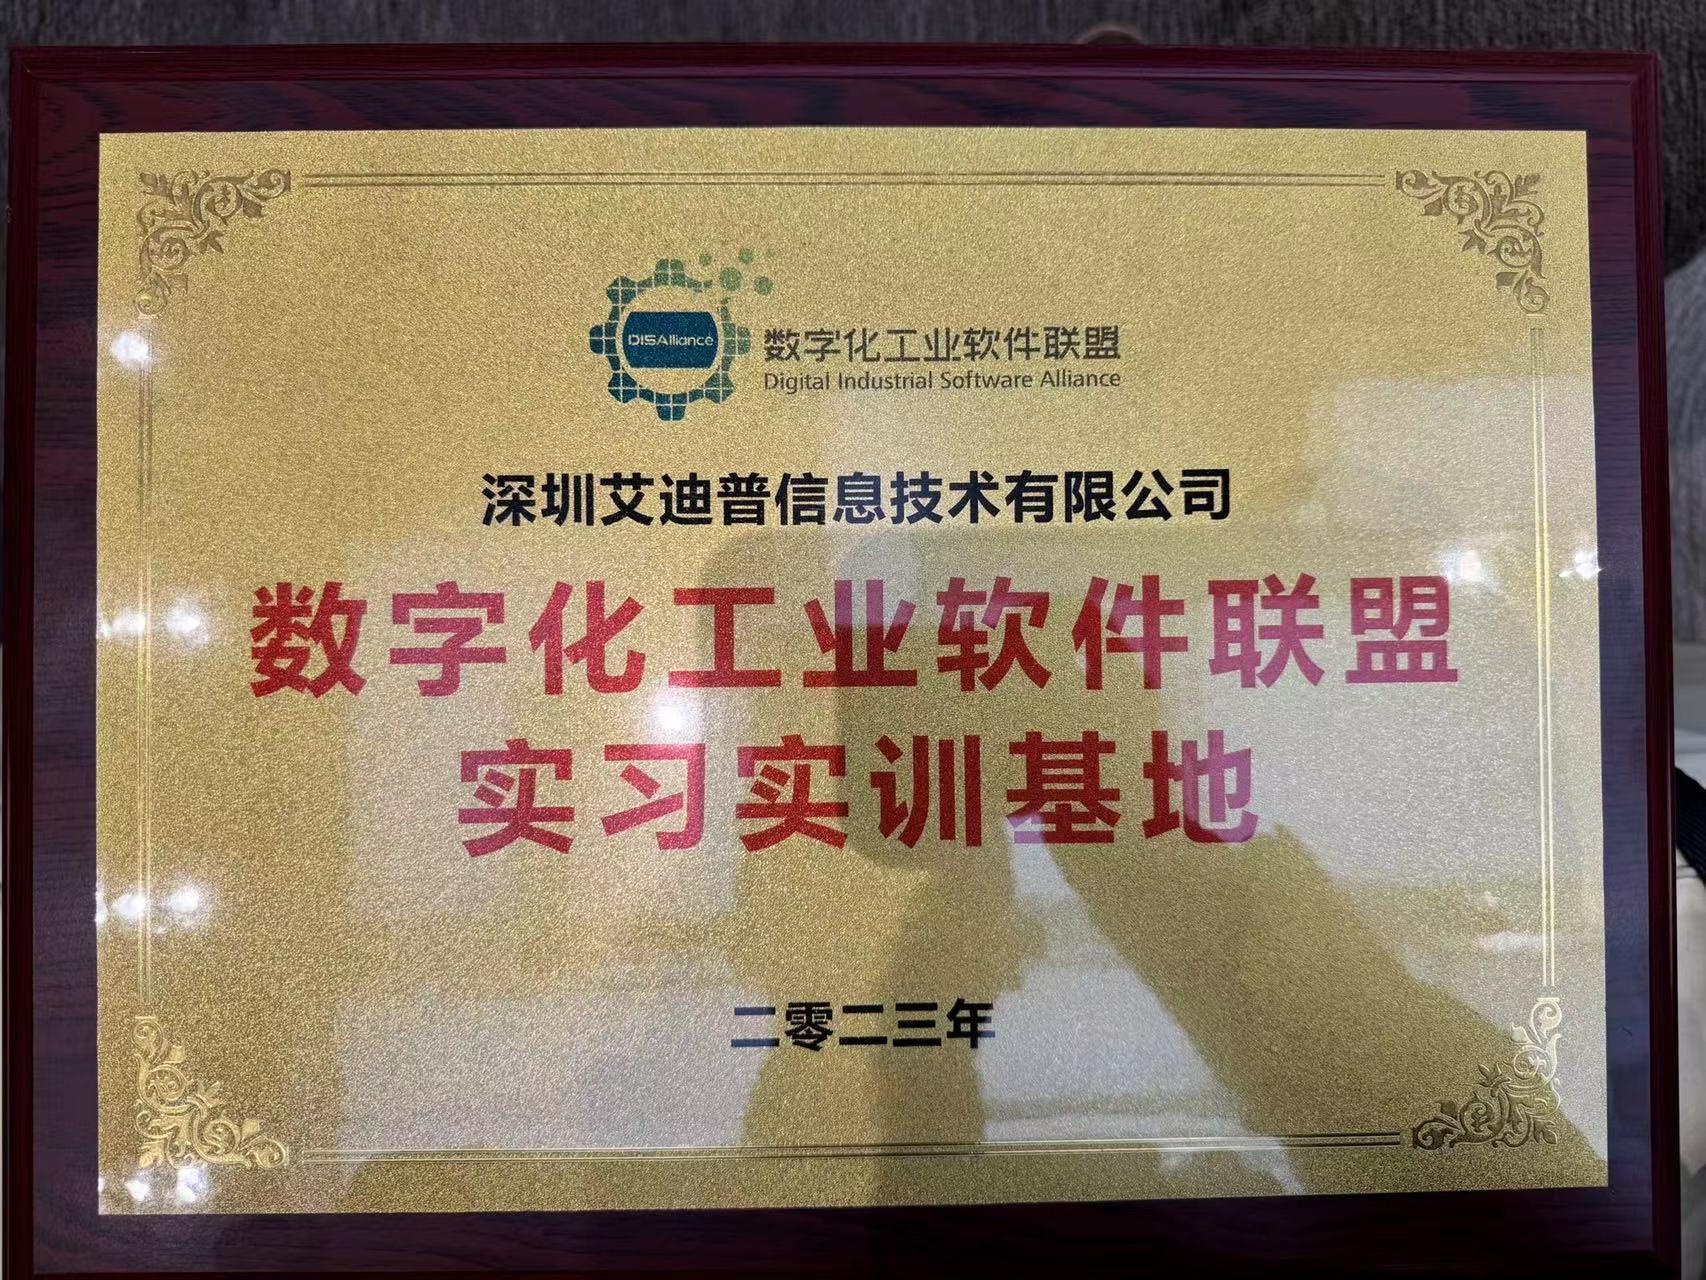 DISAlliance
数字化工业软件联盟
Digital Industrial Software Alliance
深圳艾迪普信息技术有限公司
数字化工业软件联盟
实习实训基地
二零二三年